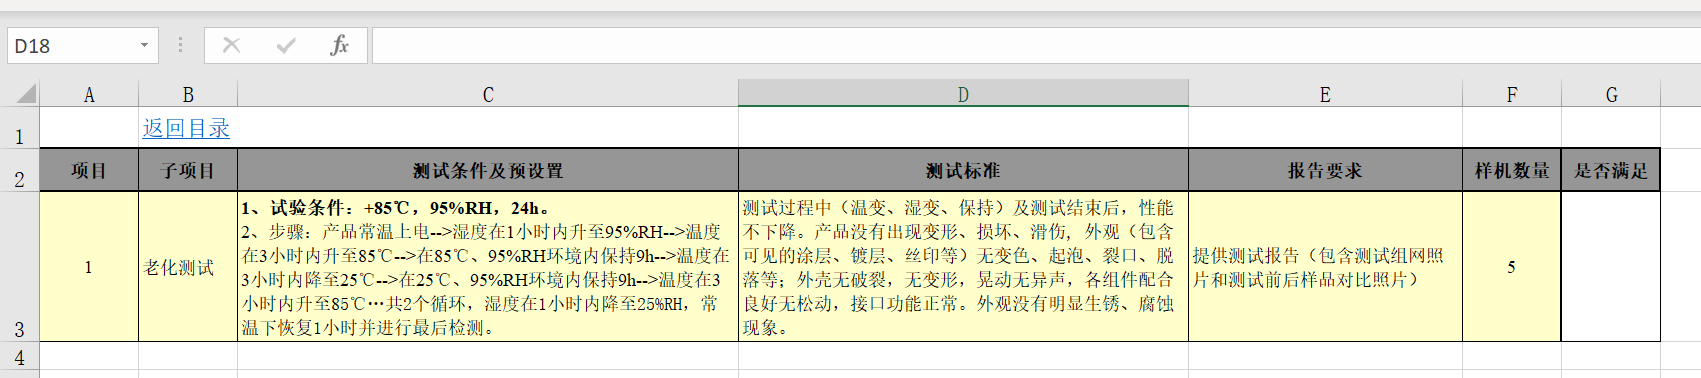 D18
fx
A B C D E F G
1 返回目录
2 项目 子项目 测试条件及预设置 测试标准 报告要求 样机数量 是否满足
3
1
老化测试
1、试验条件：+85℃，95%RH，24h。
2、步骤：产品常温上电-->湿度在1小时内升至95%RH-->温度
在3小时内升至85℃-->在85℃、95%RH环境内保持9h-->温度在
3小时内降至25℃-->在25℃、95%RH环境内保持9h-->温度在3
小时内升至85℃…共2个循环，湿度在1小时内降至25%RH，常
温下恢复1小时并进行最后检测。
测试过程中（温变、湿变、保持）及测试结束后，性能
不下降。产品没有出现变形、损坏、滑伤, 外观（包含
可见的涂层、镀层、丝印等）无变色、起泡、裂口、脱
落等；外壳无破裂，无变形，晃动无异声，各组件配合
良好无松动，接口功能正常。外观没有明显生锈、腐蚀
现象。
提供测试报告（包含测试组网照
片和测试前后样品对比照片）
5
4